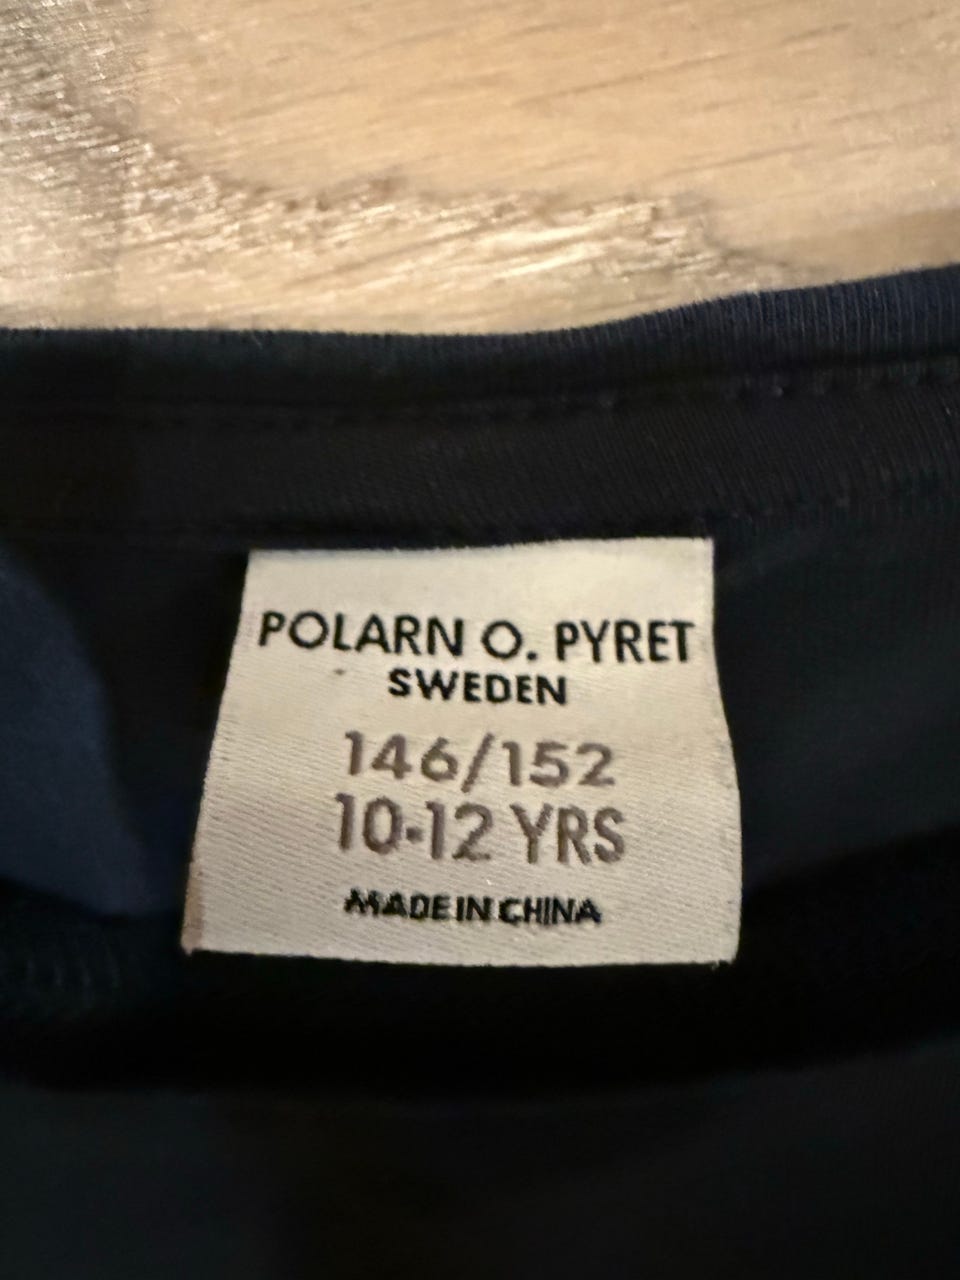 POLARN O. PYRET
SWEDEN
146/152
10-12 YRS
MADE IN CHINA